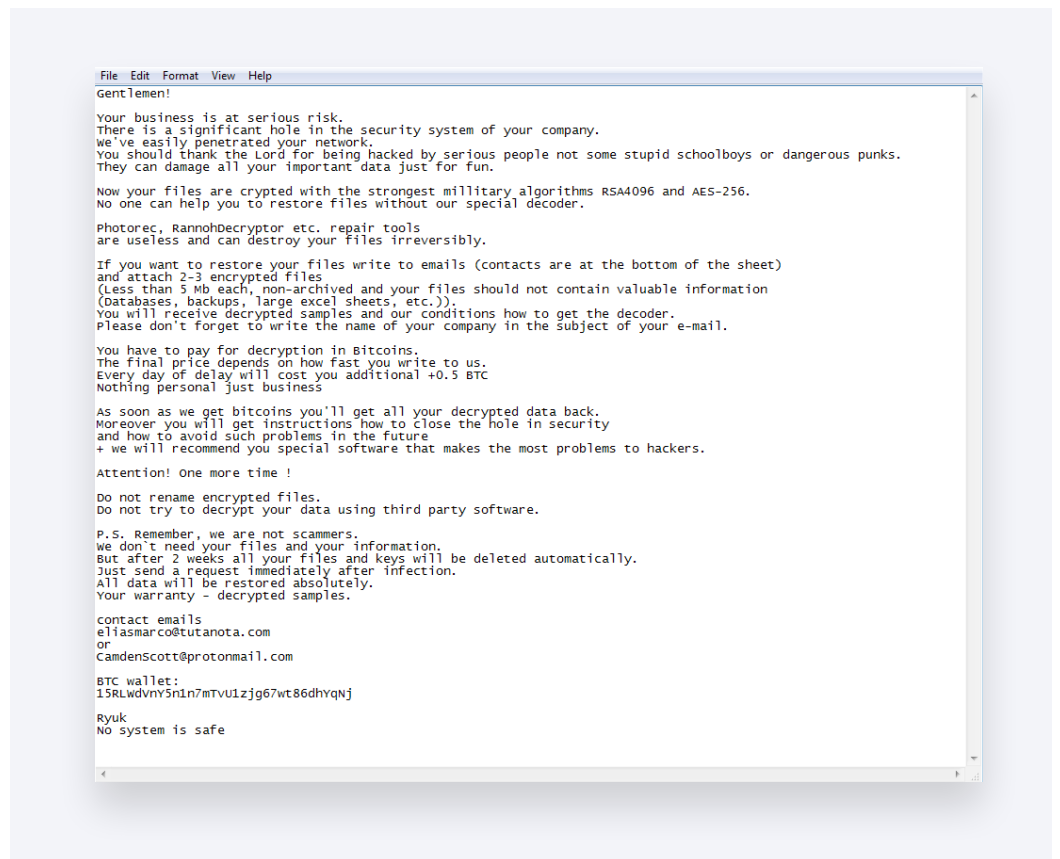 File Edit Format View Help
Gentlemen!
Your business is at serious risk.
There is a significant hole in the security system of your company.
We've easily penetrated your network.
You should thank the Lord for being hacked by serious people not some stupid schoolboys or dangerous punks.
They can damage all your important data just for fun.
Now your files are crypted with the strongest millitary algorithms RSA4096 and AES-256.
No one can help you to restore files without our special decoder.
Photorec, RannohDecryptor etc. repair tools
are useless and can destroy your files irreversibly.
If you want to restore your files write to emails (contacts are at the bottom of the sheet)
and attach 2-3 encrypted files
(Less than 5 Mb each, non-archived and your files should not contain valuable information
(Databases, backups, large excel sheets, etc.)).
You will receive decrypted samples and our conditions how to get the decoder.
Please don't forget to write the name of your company in the subject of your e-mail.
You have to pay for decryption in Bitcoins.
The final price depends on how fast you write to us.
Every day of delay will cost you additional +0.5 BTC
Nothing personal just business
As soon as we get bitcoins you'll get all your decrypted data back.
Moreover you will get instructions how to close the hole in security
and how to avoid such problems in the future
+ we will recommend you special software that makes the most problems to hackers.
Attention! One more time !
Do not rename encrypted files.
Do not try to decrypt your data using third party software.
P.S. Remember, we are not scammers.
We don`t need your files and your information.
But after 2 weeks all your files and keys will be deleted automatically.
Just send a request immediately after infection.
All data will be restored absolutely.
Your warranty - decrypted samples.
contact emails
eliasmarco@tutanota.com
or
CamdenScott@protonmail.com
BTC wallet:
15RLWdVnY5n1n7mTvU1zjg67wt86dhYqNj
Ryuk
No system is safe